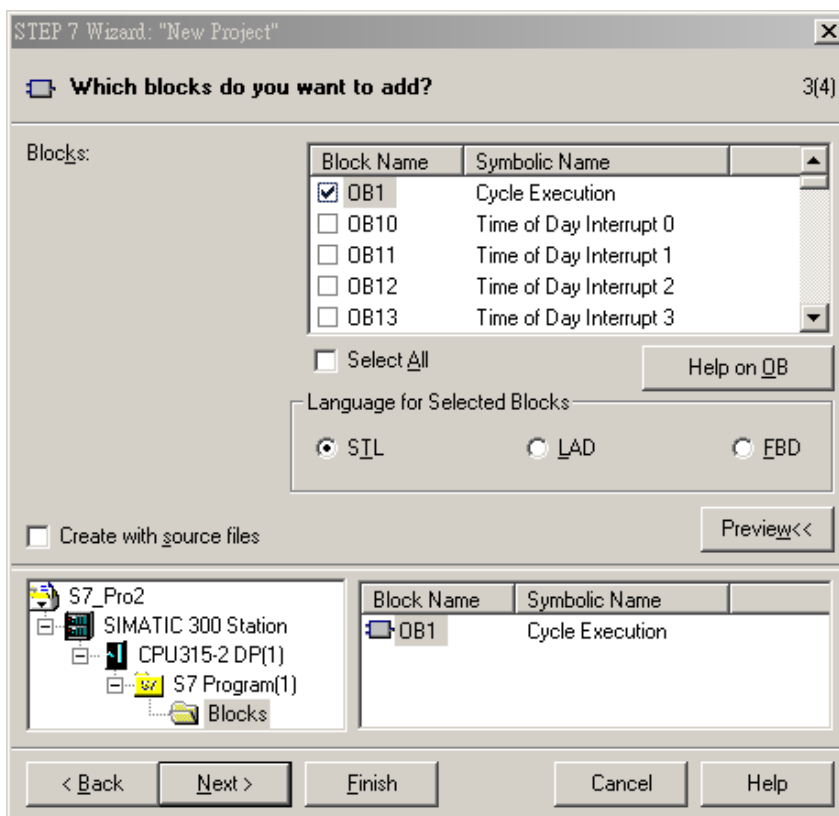 STEP 7 Wizard: "New Project"
Which blocks do you want to add? 3(4)
Blocks:
Block Name Symbolic Name
OB1 Cycle Execution
OB10 Time of Day Interrupt 0
OB11 Time of Day Interrupt 1
OB12 Time of Day Interrupt 2
OB13 Time of Day Interrupt 3
Select All
Help on OB
Language for Selected Blocks
STL LAD FBD
Create with source files
Preview<<
S7_Pro2
SIMATIC 300 Station
CPU315-2 DP(1)
S7 Program(1)
Blocks
Block Name Symbolic Name
OB1 Cycle Execution
< Back Next > Finish Cancel Help